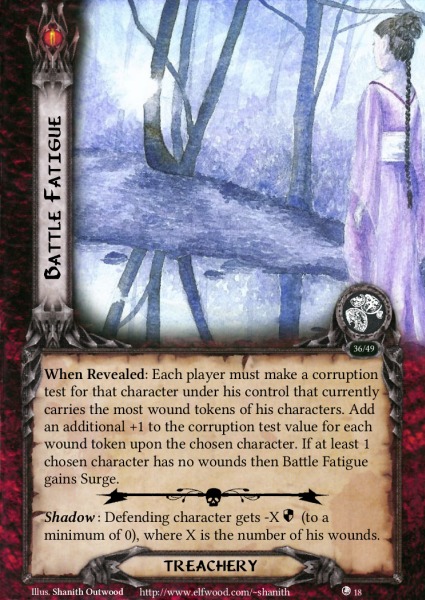 BATTLE FATIGUE
36/49
When Revealed: Each player must make a corruption
test for that character under his control that currently
carries the most wound tokens of his characters. Add
an additional +1 to the corruption test value for each
wound token upon the chosen character. If at least 1
chosen character has no wounds then Battle Fatigue
gains Surge.
Shadow: Defending character gets -X (to a
minimum of 0), where X is the number of his wounds.
TREACHERY
Illus. Shanith Outwood http://www.elfwood.com/~shanith 18